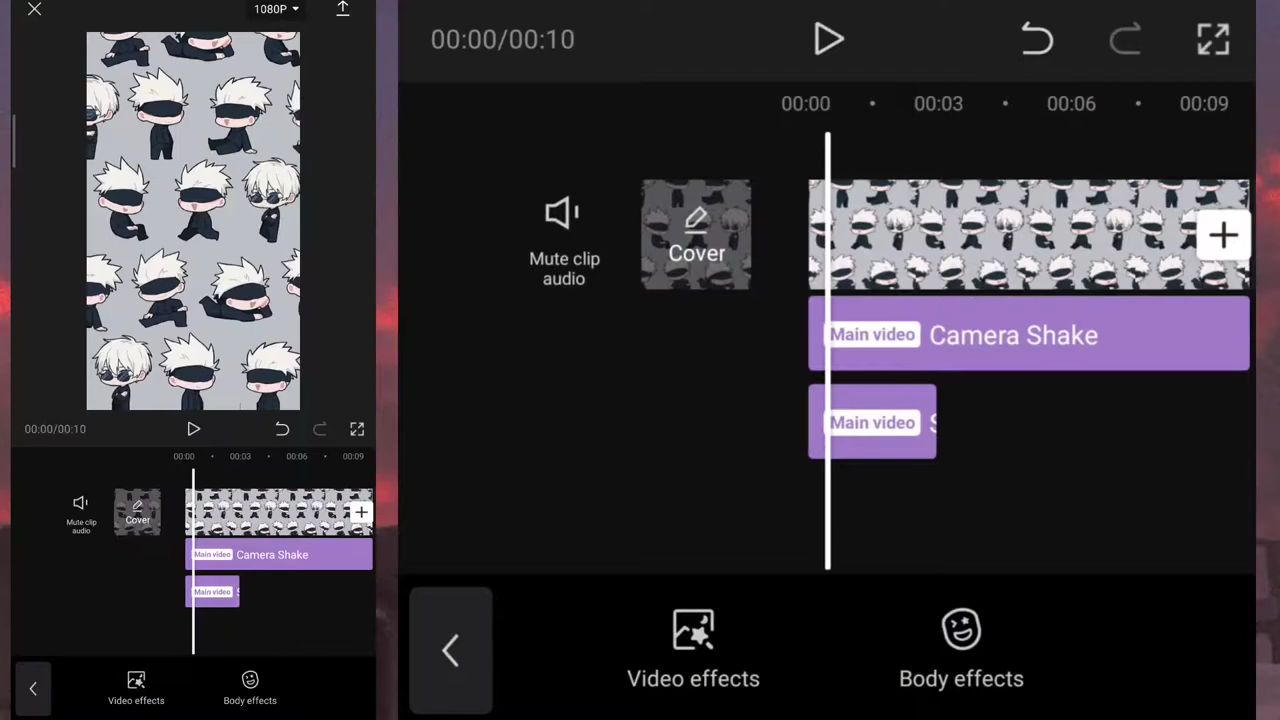 1080P
00:00/00:10
00:00
00:03
00:06
00:09
Mute clip
audio
Cover
Main video Camera Shake
Main video
Video effects
Body effects
00:00/00:10
00:00
00:03
00:06
00:09
Mute clip
audio
Cover
Main video Camera Shake
Main video
Video effects
Body effects